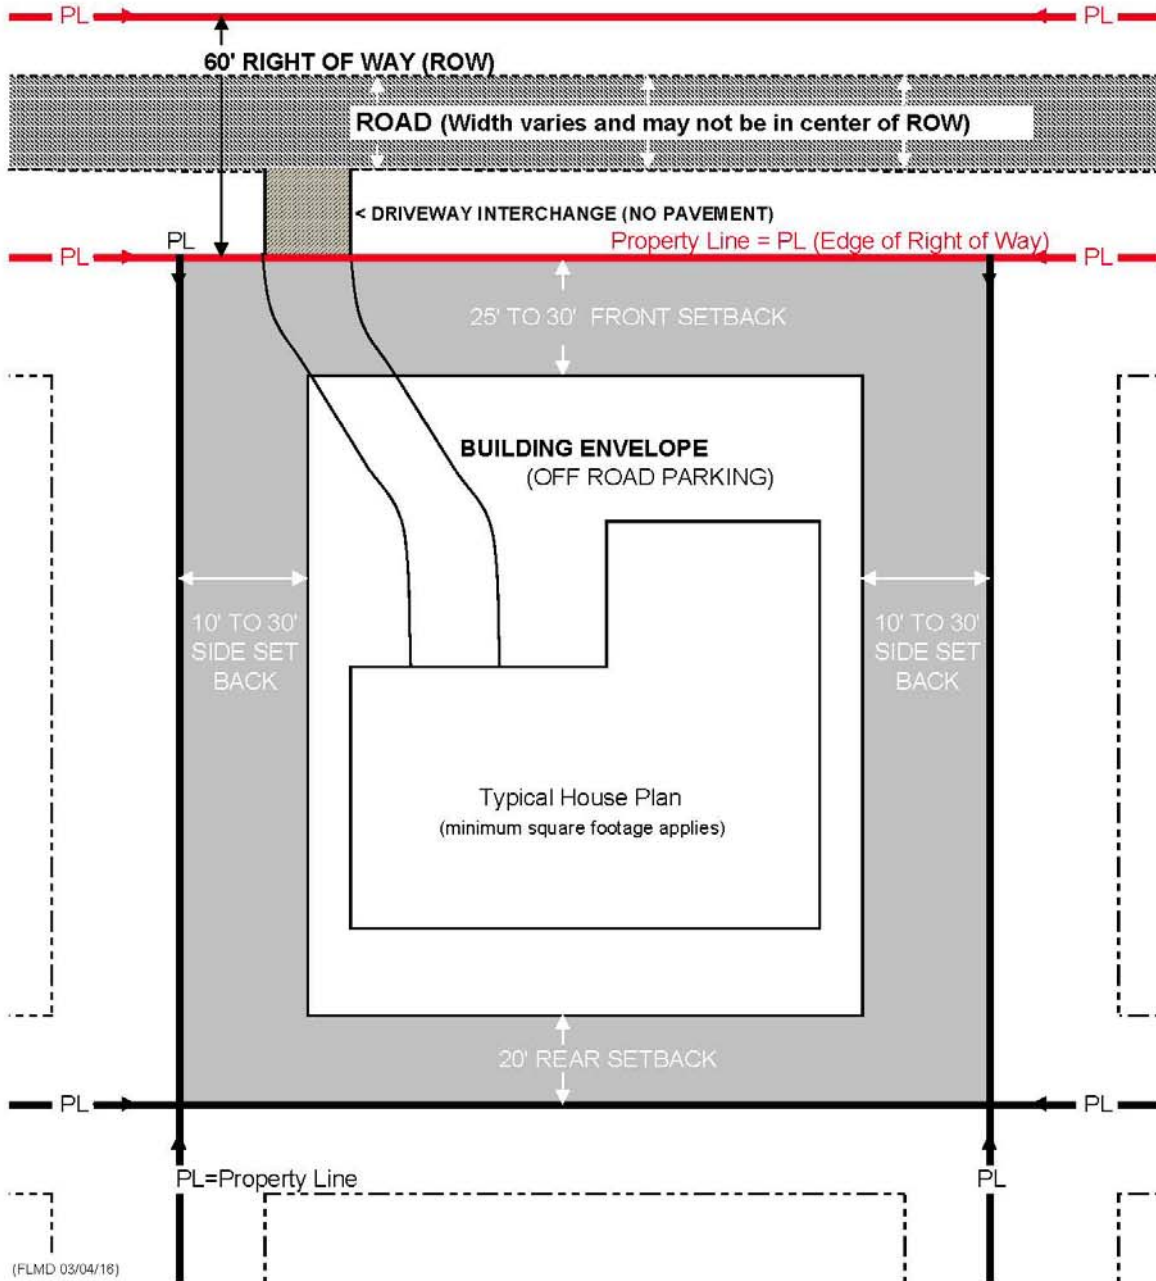 PL
PL
60' RIGHT OF WAY (ROW)
ROAD (Width varies and may not be in center of ROW)
< DRIVEWAY INTERCHANGE (NO PAVEMENT)
PL
Property Line = PL (Edge of Right of Way)
PL
PL
25' TO 30' FRONT SETBACK
BUILDING ENVELOPE
(OFF ROAD PARKING)
10' TO 30'
SIDE SET
BACK
10' TO 30'
SIDE SET
BACK
Typical House Plan
(minimum square footage applies)
20' REAR SETBACK
PL
PL
PL=Property Line
PL
(FLMD 03/04/16)